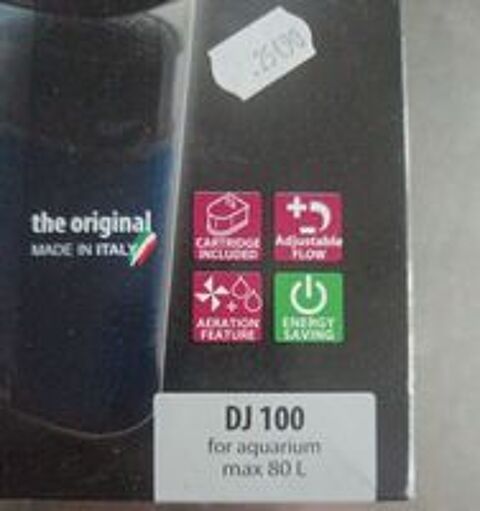 25190
the original
MADE IN ITALY
CARTRIDGE
INCLUDED
Adjustable
FLOW
AERATION
FEATURE
ENERGY
SAVING
DJ 100
for aquarium
max 80 L